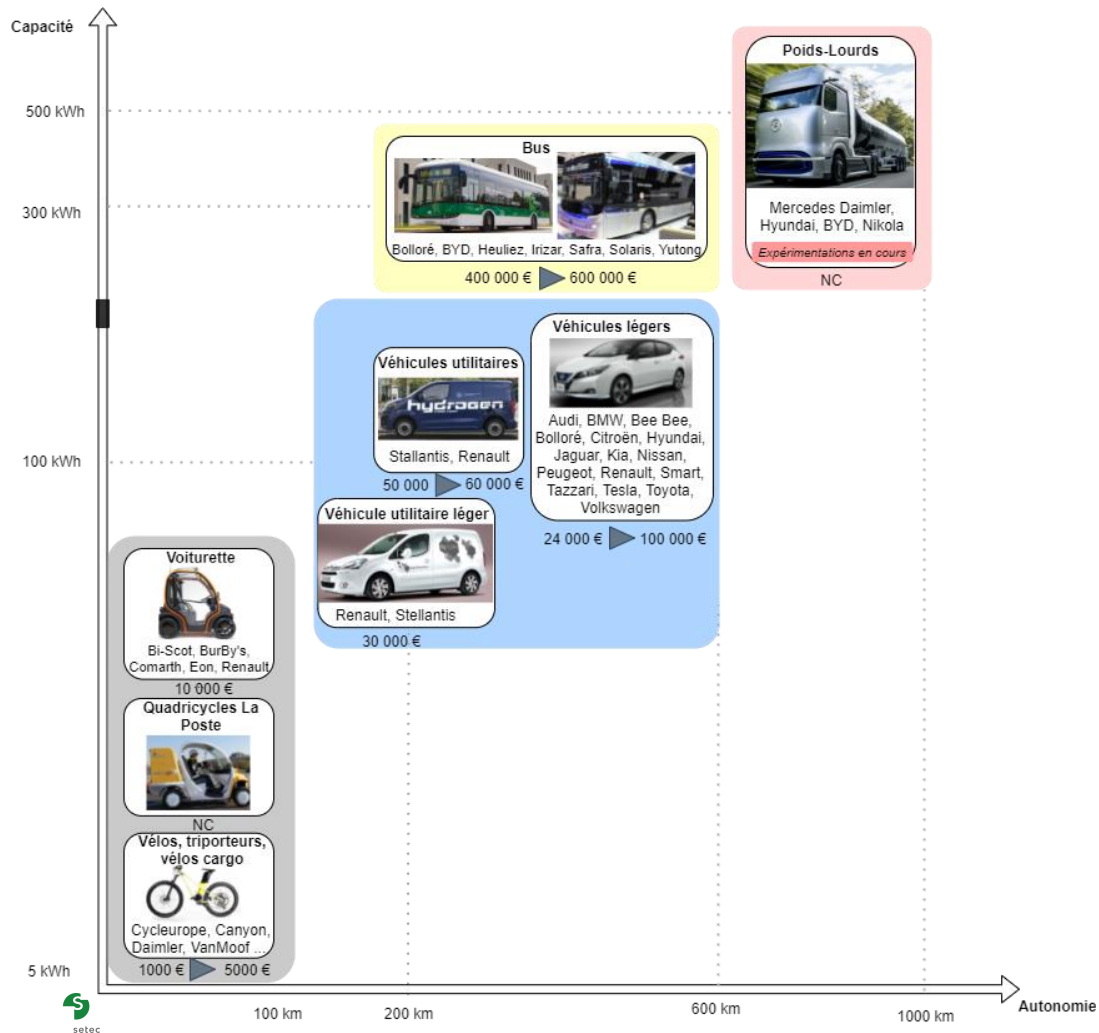 Capacité
500 kWh
300 kWh
100 kWh
5 kWh
Poids-Lourds
Mercedes Daimler,
Hyundai, BYD, Nikola
Expérimentations en cours
NC
Bus
Bolloré, BYD, Heuliez, Irizar, Safra, Solaris, Yutong
400 000 € 600 000 €
Véhicules légers
Audi, BMW, Bee Bee,
Bolloré, Citroën, Hyundai,
Jaguar, Kia, Nissan,
Peugeot, Renault, Smart,
Tazzari, Tesla, Toyota,
Volkswagen
24 000 € 100 000 €
Véhicules utilitaires
hydrogen
Stallantis, Renault
50 000 60 000 €
Véhicule utilitaire léger
Renault, Stellantis
30 000 €
Voiturette
Bi-Scot, BurBy's,
Comarth, Eon, Renault
10 000 €
Quadricycles La
Poste
NC
Vélos, triporteurs,
vélos cargo
Cycleurope, Canyon,
Daimler, VanMoof ...
1000 € 5000 €
100 km
200 km
600 km
1000 km
Autonomie
setec